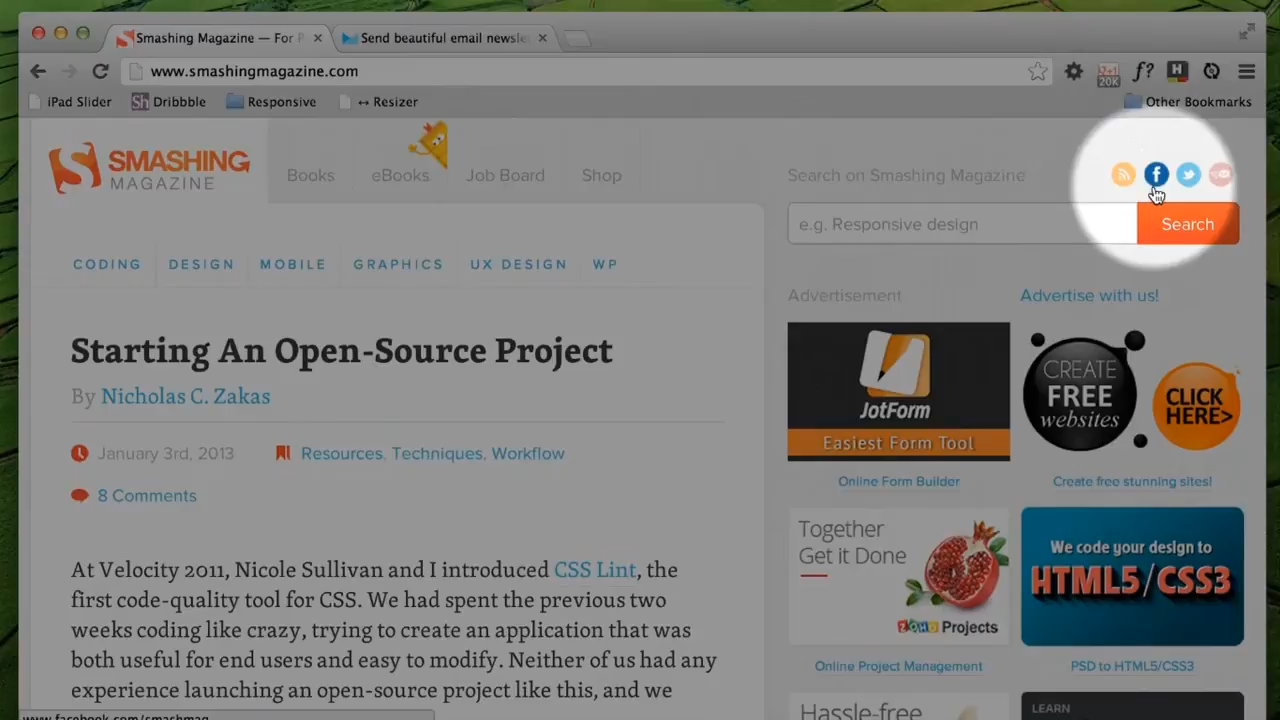 Smashing Magazine — For P
Send beautiful email newsle
www.smashingmagazine.com
20K
f?
H
iPad Slider
Sh Dribbble
Responsive
↔ Resizer
Other Bookmarks
SMASHING
MAGAZINE
Books
eBooks
Job Board
Shop
Search on Smashing Magazine
e.g. Responsive design
Search
CODING
DESIGN
MOBILE
GRAPHICS
UX DESIGN
WP
Starting An Open-Source Project
By Nicholas C. Zakas
January 3rd, 2013
Resources, Techniques, Workflow
8 Comments
At Velocity 2011, Nicole Sullivan and I introduced CSS Lint, the
first code-quality tool for CSS. We had spent the previous two
weeks coding like crazy, trying to create an application that was
both useful for end users and easy to modify. Neither of us had any
experience launching an open-source project like this, and we
Advertisement
Advertise with us!
JotForm
Easiest Form Tool
Online Form Builder
CREATE
FREE
websites
CLICK
HERE>
Create free stunning sites!
Together
Get it Done
ZOHO Projects
Online Project Management
We code your design to
HTML5/CSS3
PSD to HTML5/CSS3
Hassle-free
LEARN
www.facebook.com/smashmag